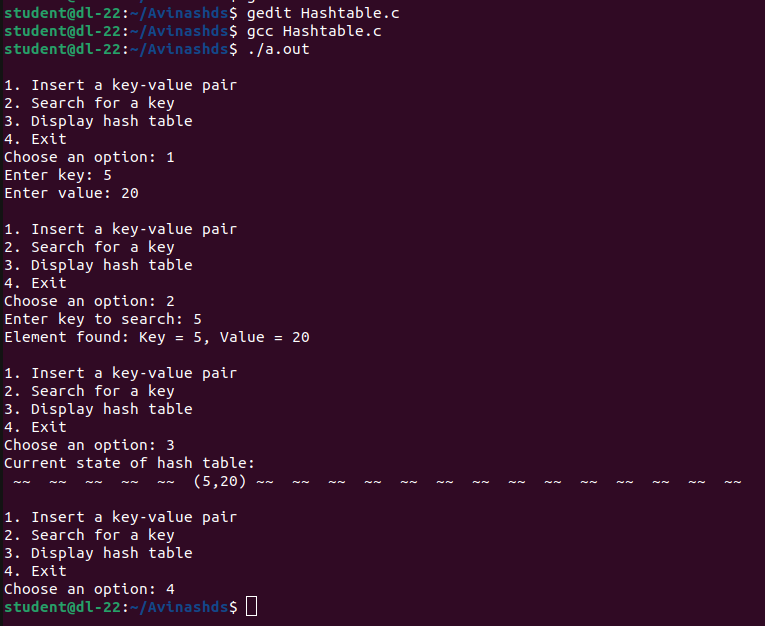 student@dl-22:~/Avinashds$ gedit Hashtable.c
student@dl-22:~/Avinashds$ gcc Hashtable.c
student@dl-22:~/Avinashds$ ./a.out

1. Insert a key-value pair
2. Search for a key
3. Display hash table
4. Exit
Choose an option: 1
Enter key: 5
Enter value: 20

1. Insert a key-value pair
2. Search for a key
3. Display hash table
4. Exit
Choose an option: 2
Enter key to search: 5
Element found: Key = 5, Value = 20

1. Insert a key-value pair
2. Search for a key
3. Display hash table
4. Exit
Choose an option: 3
Current state of hash table:
 ~~  ~~  ~~  ~~  ~~  (5,20) ~~  ~~  ~~  ~~  ~~  ~~  ~~  ~~  ~~  ~~  ~~  ~~  ~~  ~~

1. Insert a key-value pair
2. Search for a key
3. Display hash table
4. Exit
Choose an option: 4
student@dl-22:~/Avinashds$